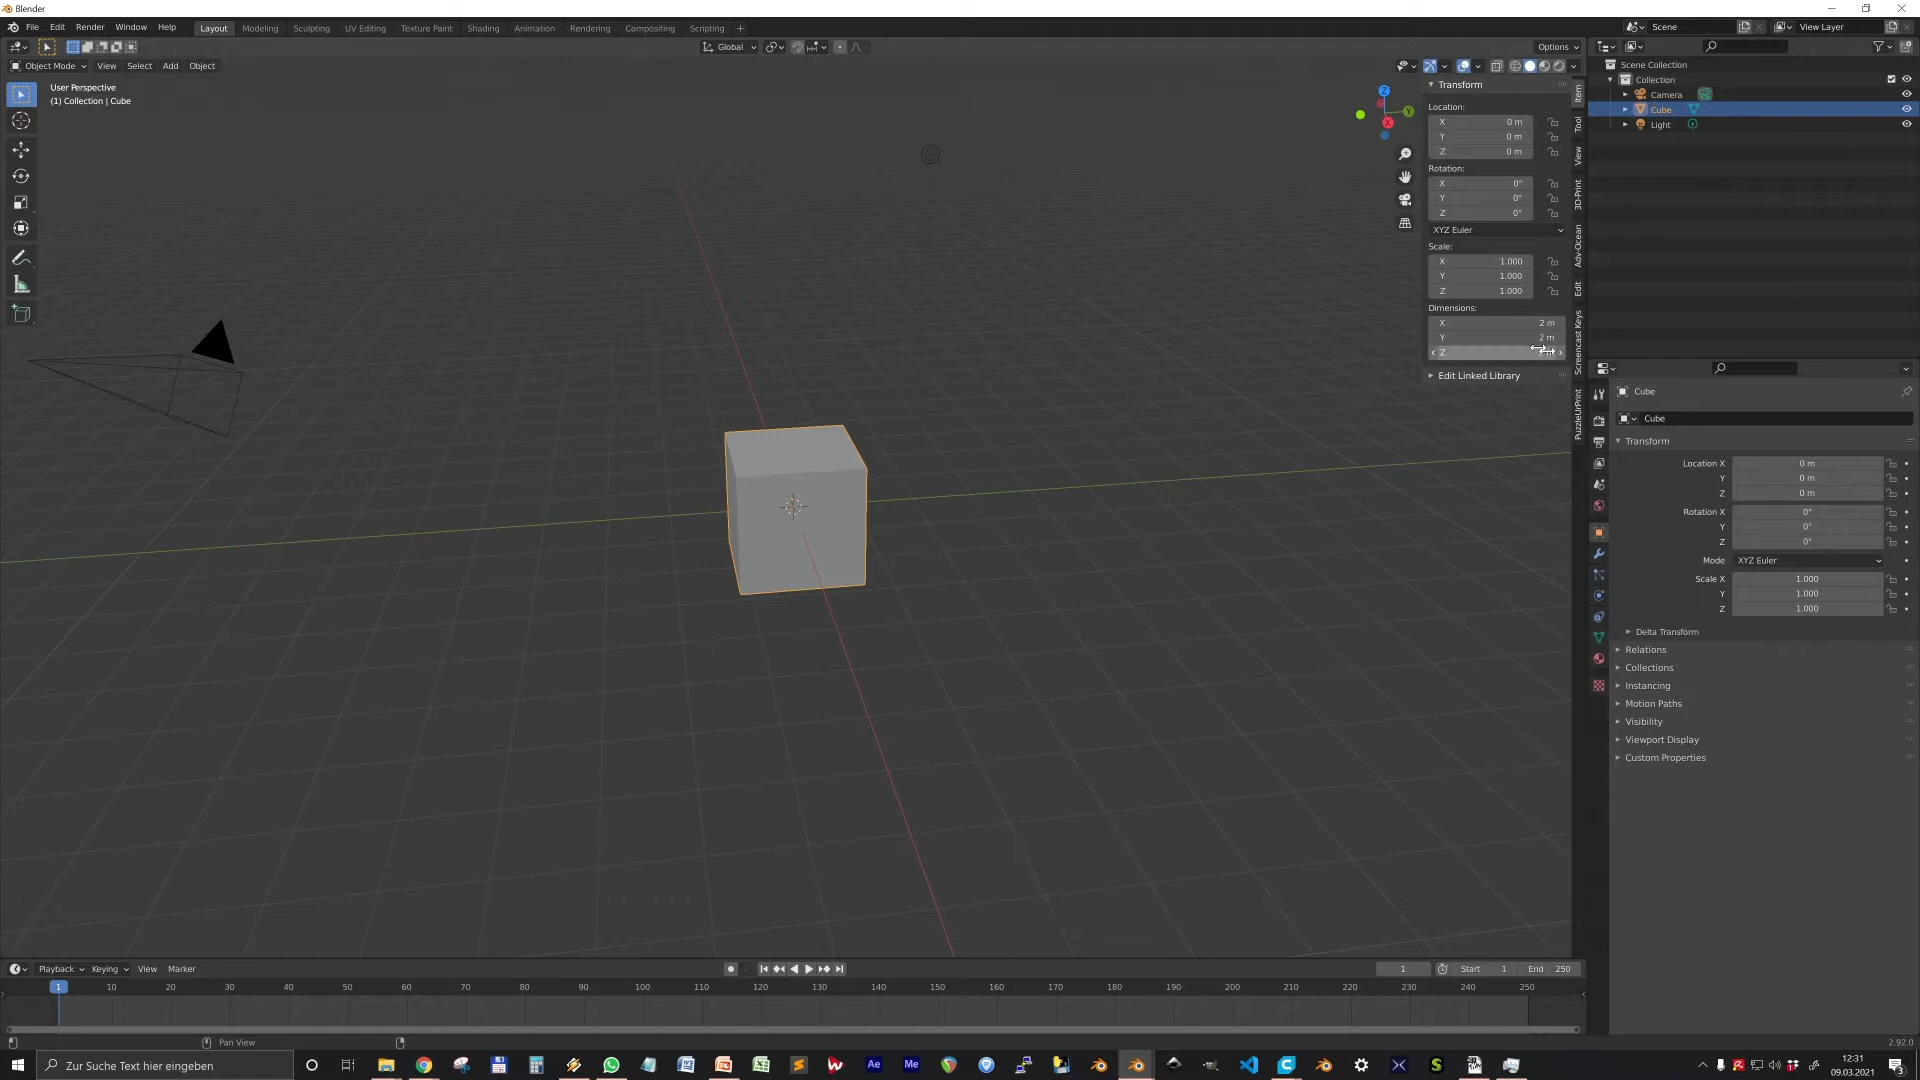 Blender
File Edit Render Window Help Layout Modeling Sculpting UV Editing Texture Paint Shading Animation Rendering Compositing Scripting + Scene View Layer
Global Options
Object Mode View Select Add Object
User Perspective
(1) Collection | Cube
Z
Y
X
Transform
Location:
X 0 m
Y 0 m
Z 0 m
Rotation:
X 0°
Y 0°
Z 0°
XYZ Euler
Scale:
X 1.000
Y 1.000
Z 1.000
Dimensions:
X 2 m
Y 2 m
Z
Edit Linked Library
Item
Tool
View
3D-Print
Adv-Ocean
Edit
Screencast Keys
PuzzleUrPrint
Scene Collection
Collection
Camera
Cube
Light
Cube
Cube
Transform
Location X 0 m
Y 0 m
Z 0 m
Rotation X 0°
Y 0°
Z 0°
Mode XYZ Euler
Scale X 1.000
Y 1.000
Z 1.000
Delta Transform
Relations
Collections
Instancing
Motion Paths
Visibility
Viewport Display
Custom Properties
Playback Keying View Marker 1 Start 1 End 250
1 10 20 30 40 50 60 70 80 90 100 110 120 130 140 150 160 170 180 190 200 210 220 230 240 250
Pan View 2.92.0
Zur Suche Text hier eingeben
Ae Me
12:31
09.03.2021
3